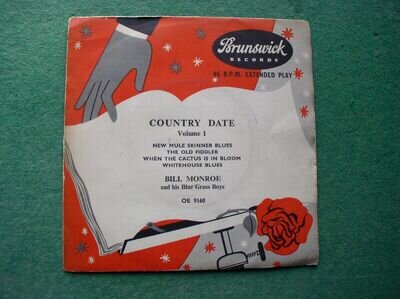 Brunswick
RECORDS
45 R.P.M. EXTENDED PLAY
COUNTRY DATE
Volume 1
NEW MULE SKINNER BLUES
THE OLD FIDDLER
WHEN THE CACTUS IS IN BLOOM
WHITEHOUSE BLUES
BILL MONROE
and his Blue Grass Boys
OE 9160